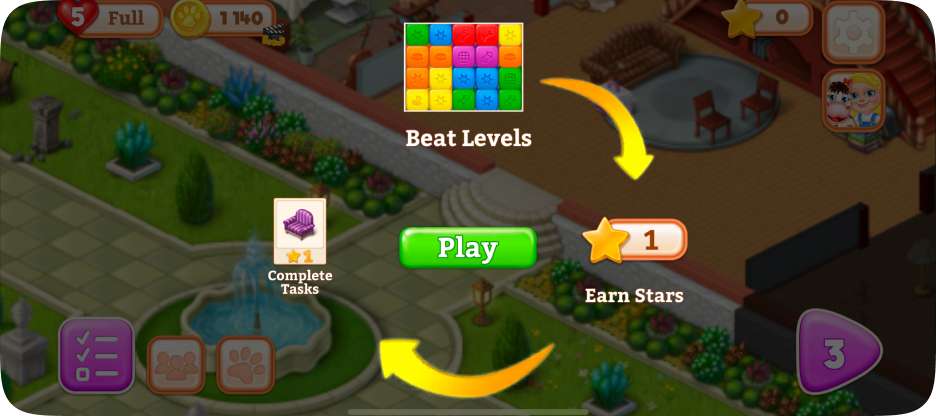 5 Full
1 140
0
Beat Levels
Play
1
Earn Stars
1
Complete
Tasks
3